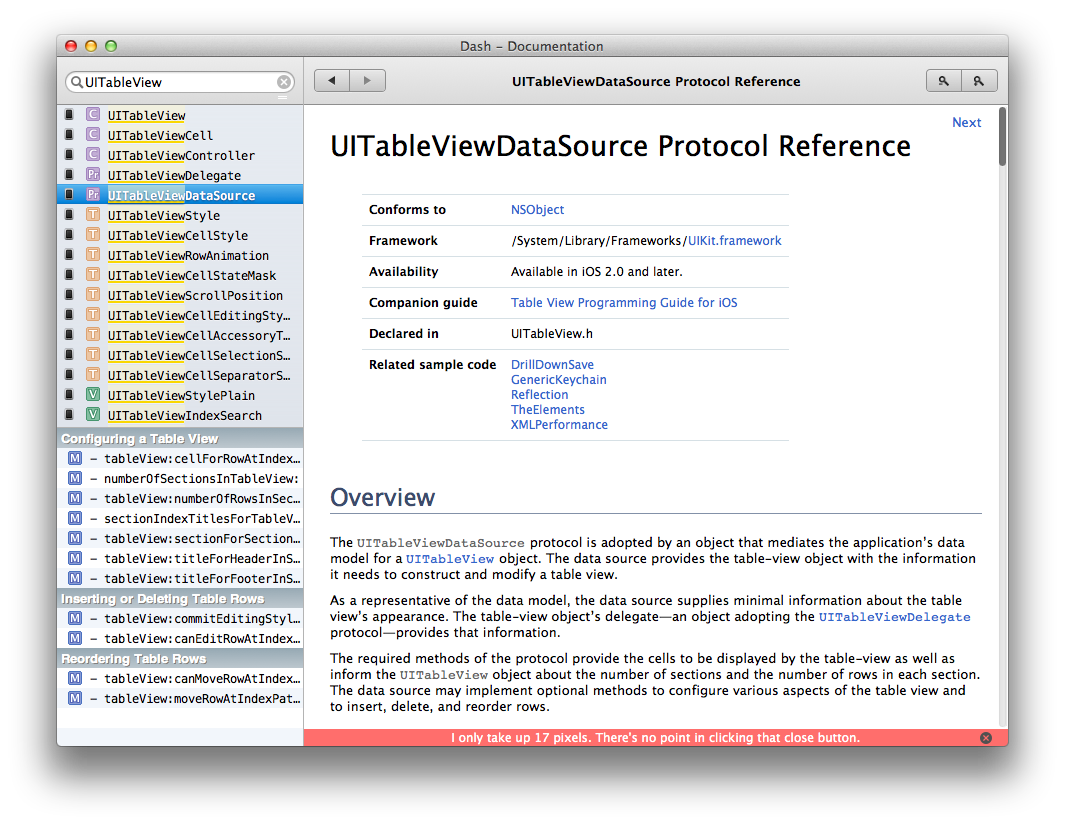 Dash – Documentation
UITableView
UITableViewDataSource Protocol Reference
C UITableView
C UITableViewCell
C UITableViewController
Pr UITableViewDelegate
Pr UITableViewDataSource
T UITableViewStyle
T UITableViewCellStyle
T UITableViewRowAnimation
T UITableViewCellStateMask
T UITableViewScrollPosition
T UITableViewCellEditingSty…
T UITableViewCellAccessoryT…
T UITableViewCellSelectionS…
T UITableViewCellSeparatorS…
V UITableViewStylePlain
V UITableViewIndexSearch
Configuring a Table View
M – tableView:cellForRowAtIndex…
M – numberOfSectionsInTableView:
M – tableView:numberOfRowsInSec…
M – sectionIndexTitlesForTableV…
M – tableView:sectionForSection…
M – tableView:titleForHeaderInS…
M – tableView:titleForFooterInS…
Inserting or Deleting Table Rows
M – tableView:commitEditingStyl…
M – tableView:canEditRowAtIndex…
Reordering Table Rows
M – tableView:canMoveRowAtIndex…
M – tableView:moveRowAtIndexPat…
Next
UITableViewDataSource Protocol Reference
Conforms to NSObject
Framework /System/Library/Frameworks/UIKit.framework
Availability Available in iOS 2.0 and later.
Companion guide Table View Programming Guide for iOS
Declared in UITableView.h
Related sample code DrillDownSave
GenericKeychain
Reflection
TheElements
XMLPerformance
Overview
The UITableViewDataSource protocol is adopted by an object that mediates the application's data
model for a UITableView object. The data source provides the table-view object with the information
it needs to construct and modify a table view.
As a representative of the data model, the data source supplies minimal information about the table
view's appearance. The table-view object's delegate—an object adopting the UITableViewDelegate
protocol—provides that information.
The required methods of the protocol provide the cells to be displayed by the table-view as well as
inform the UITableView object about the number of sections and the number of rows in each section.
The data source may implement optional methods to configure various aspects of the table view and
to insert, delete, and reorder rows.
I only take up 17 pixels. There's no point in clicking that close button.